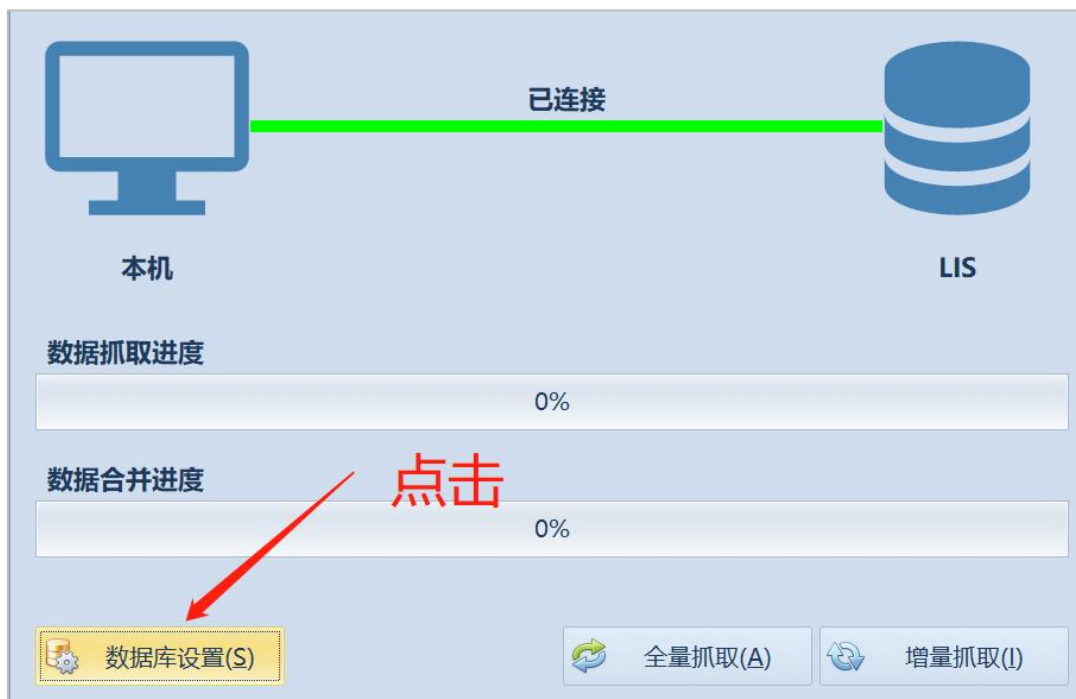 已连接
本机
LIS
数据抓取进度
0%
数据合并进度
点击
0%
数据库设置(S)
全量抓取(A)
增量抓取(I)